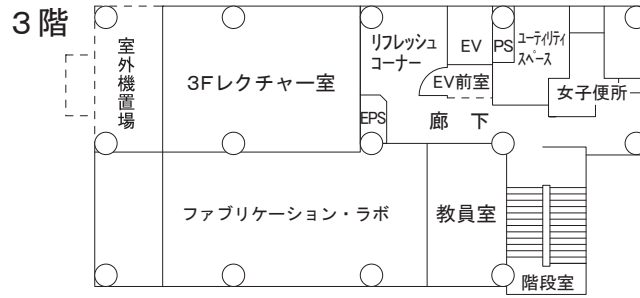 3階
室外機置場
3Fレクチャー室
リフレッシュ
コーナー
EV
PS
ユーティリティ
スペース
EV前室
女子便所
EPS
廊 下
ファブリケーション・ラボ
教員室
階段室